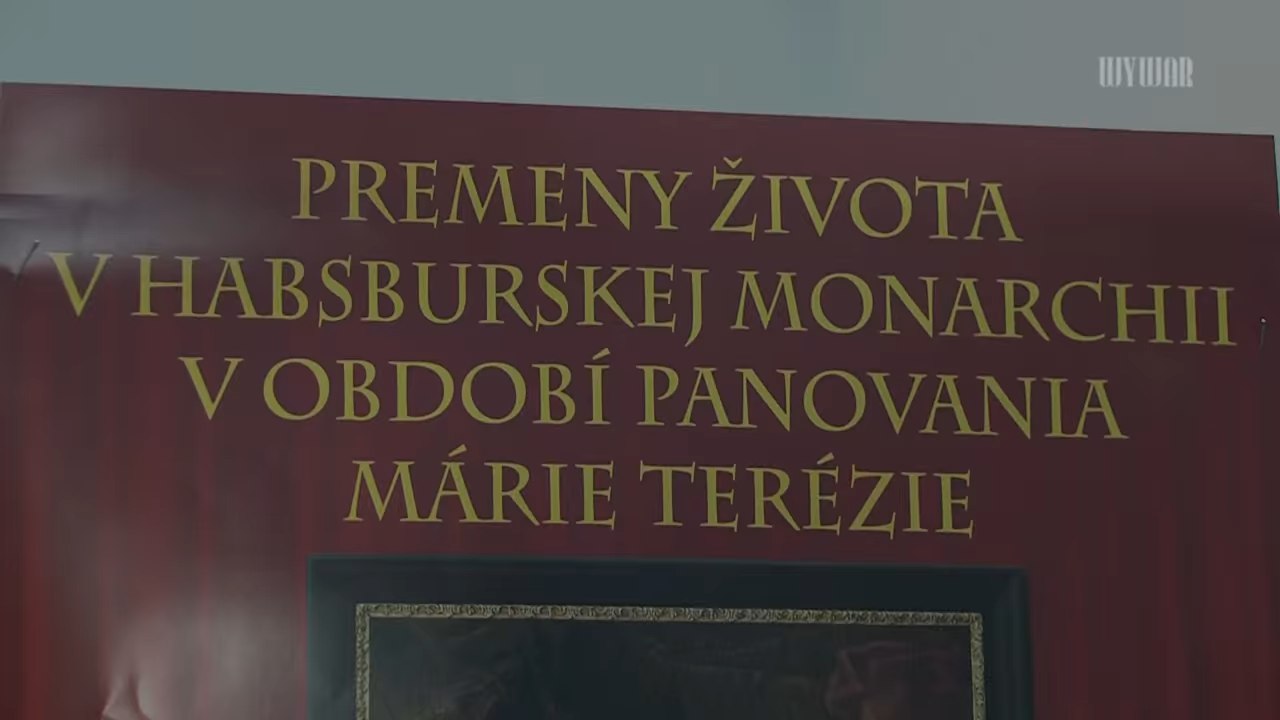 WYWAR
PREMENY ŽIVOTA
V HABSBURSKEJ MONARCHII
V OBDOBÍ PANOVANIA
MÁRIE TERÉZIE